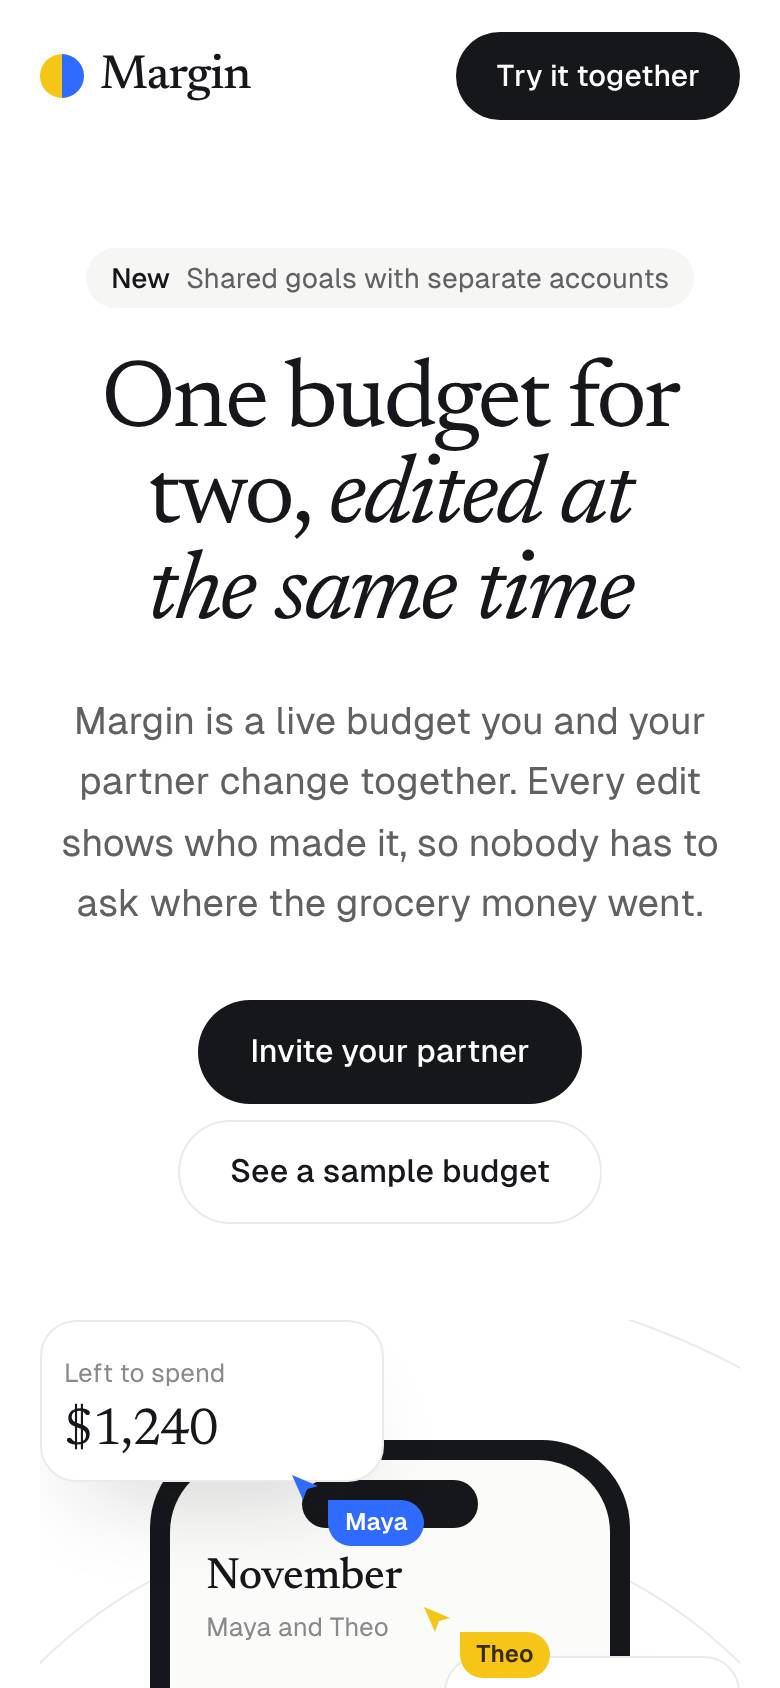 Margin
Try it together
New Shared goals with separate accounts
One budget for
two, edited at
the same time
Margin is a live budget you and your
partner change together. Every edit
shows who made it, so nobody has to
ask where the grocery money went.
Invite your partner
See a sample budget
Left to spend
$1,240
Maya
November
Maya and Theo
Theo